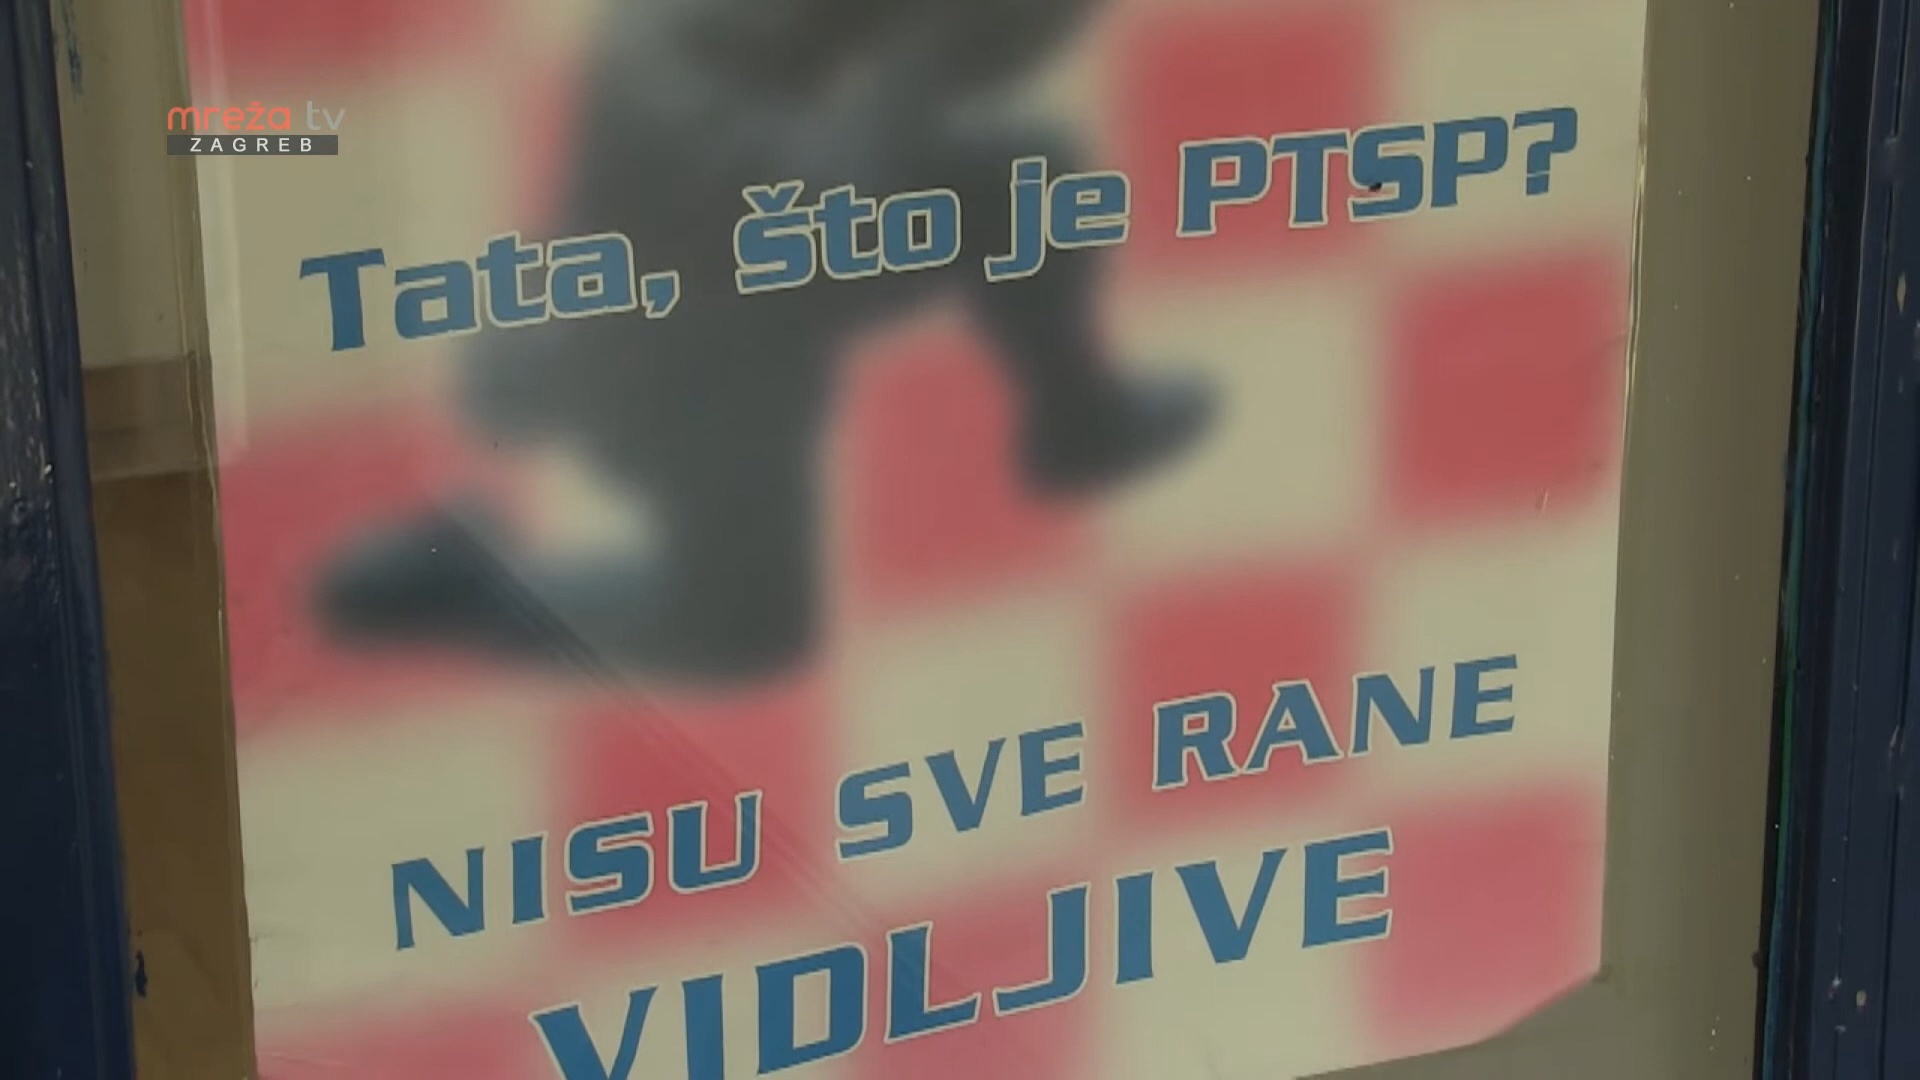 mreža tv
ZAGREB
Tata, što je PTSP?
NISU SVE RANE
VIDLJIVE